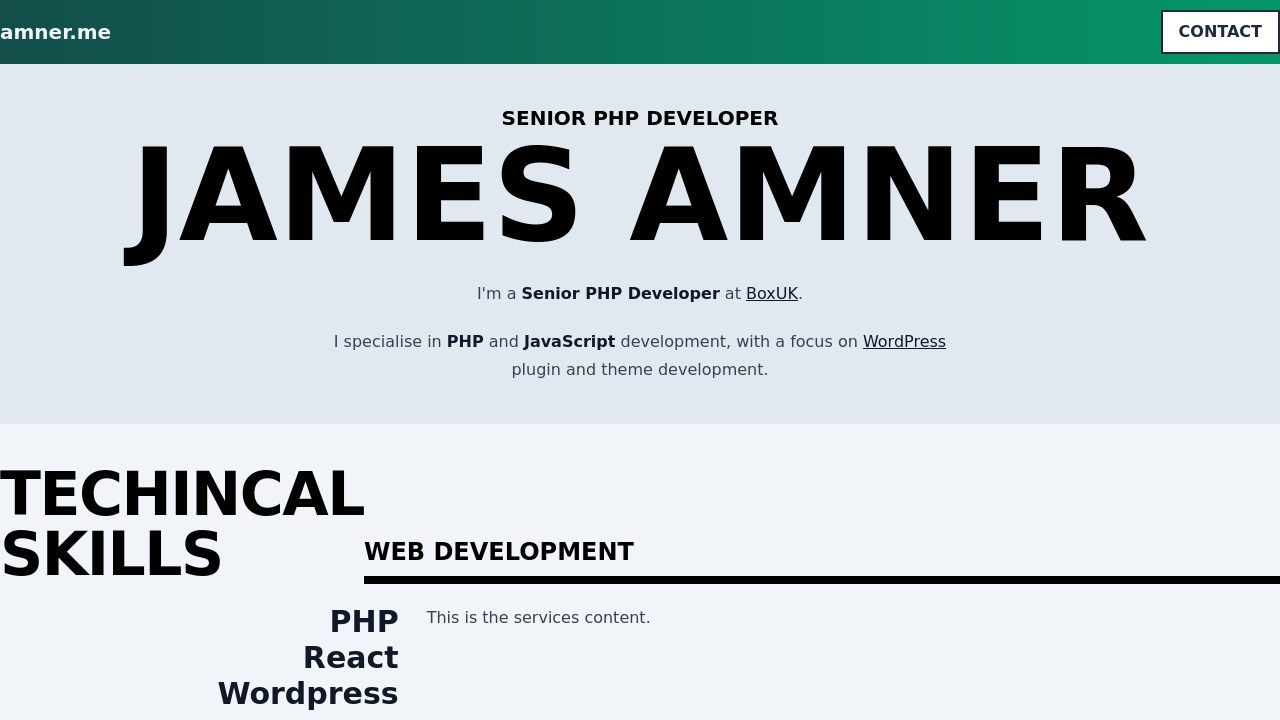 amner.me
CONTACT
SENIOR PHP DEVELOPER
JAMES AMNER
I'm a Senior PHP Developer at BoxUK.
I specialise in PHP and JavaScript development, with a focus on WordPress
plugin and theme development.
TECHINCAL
SKILLS
WEB DEVELOPMENT
PHP
React
Wordpress
This is the services content.